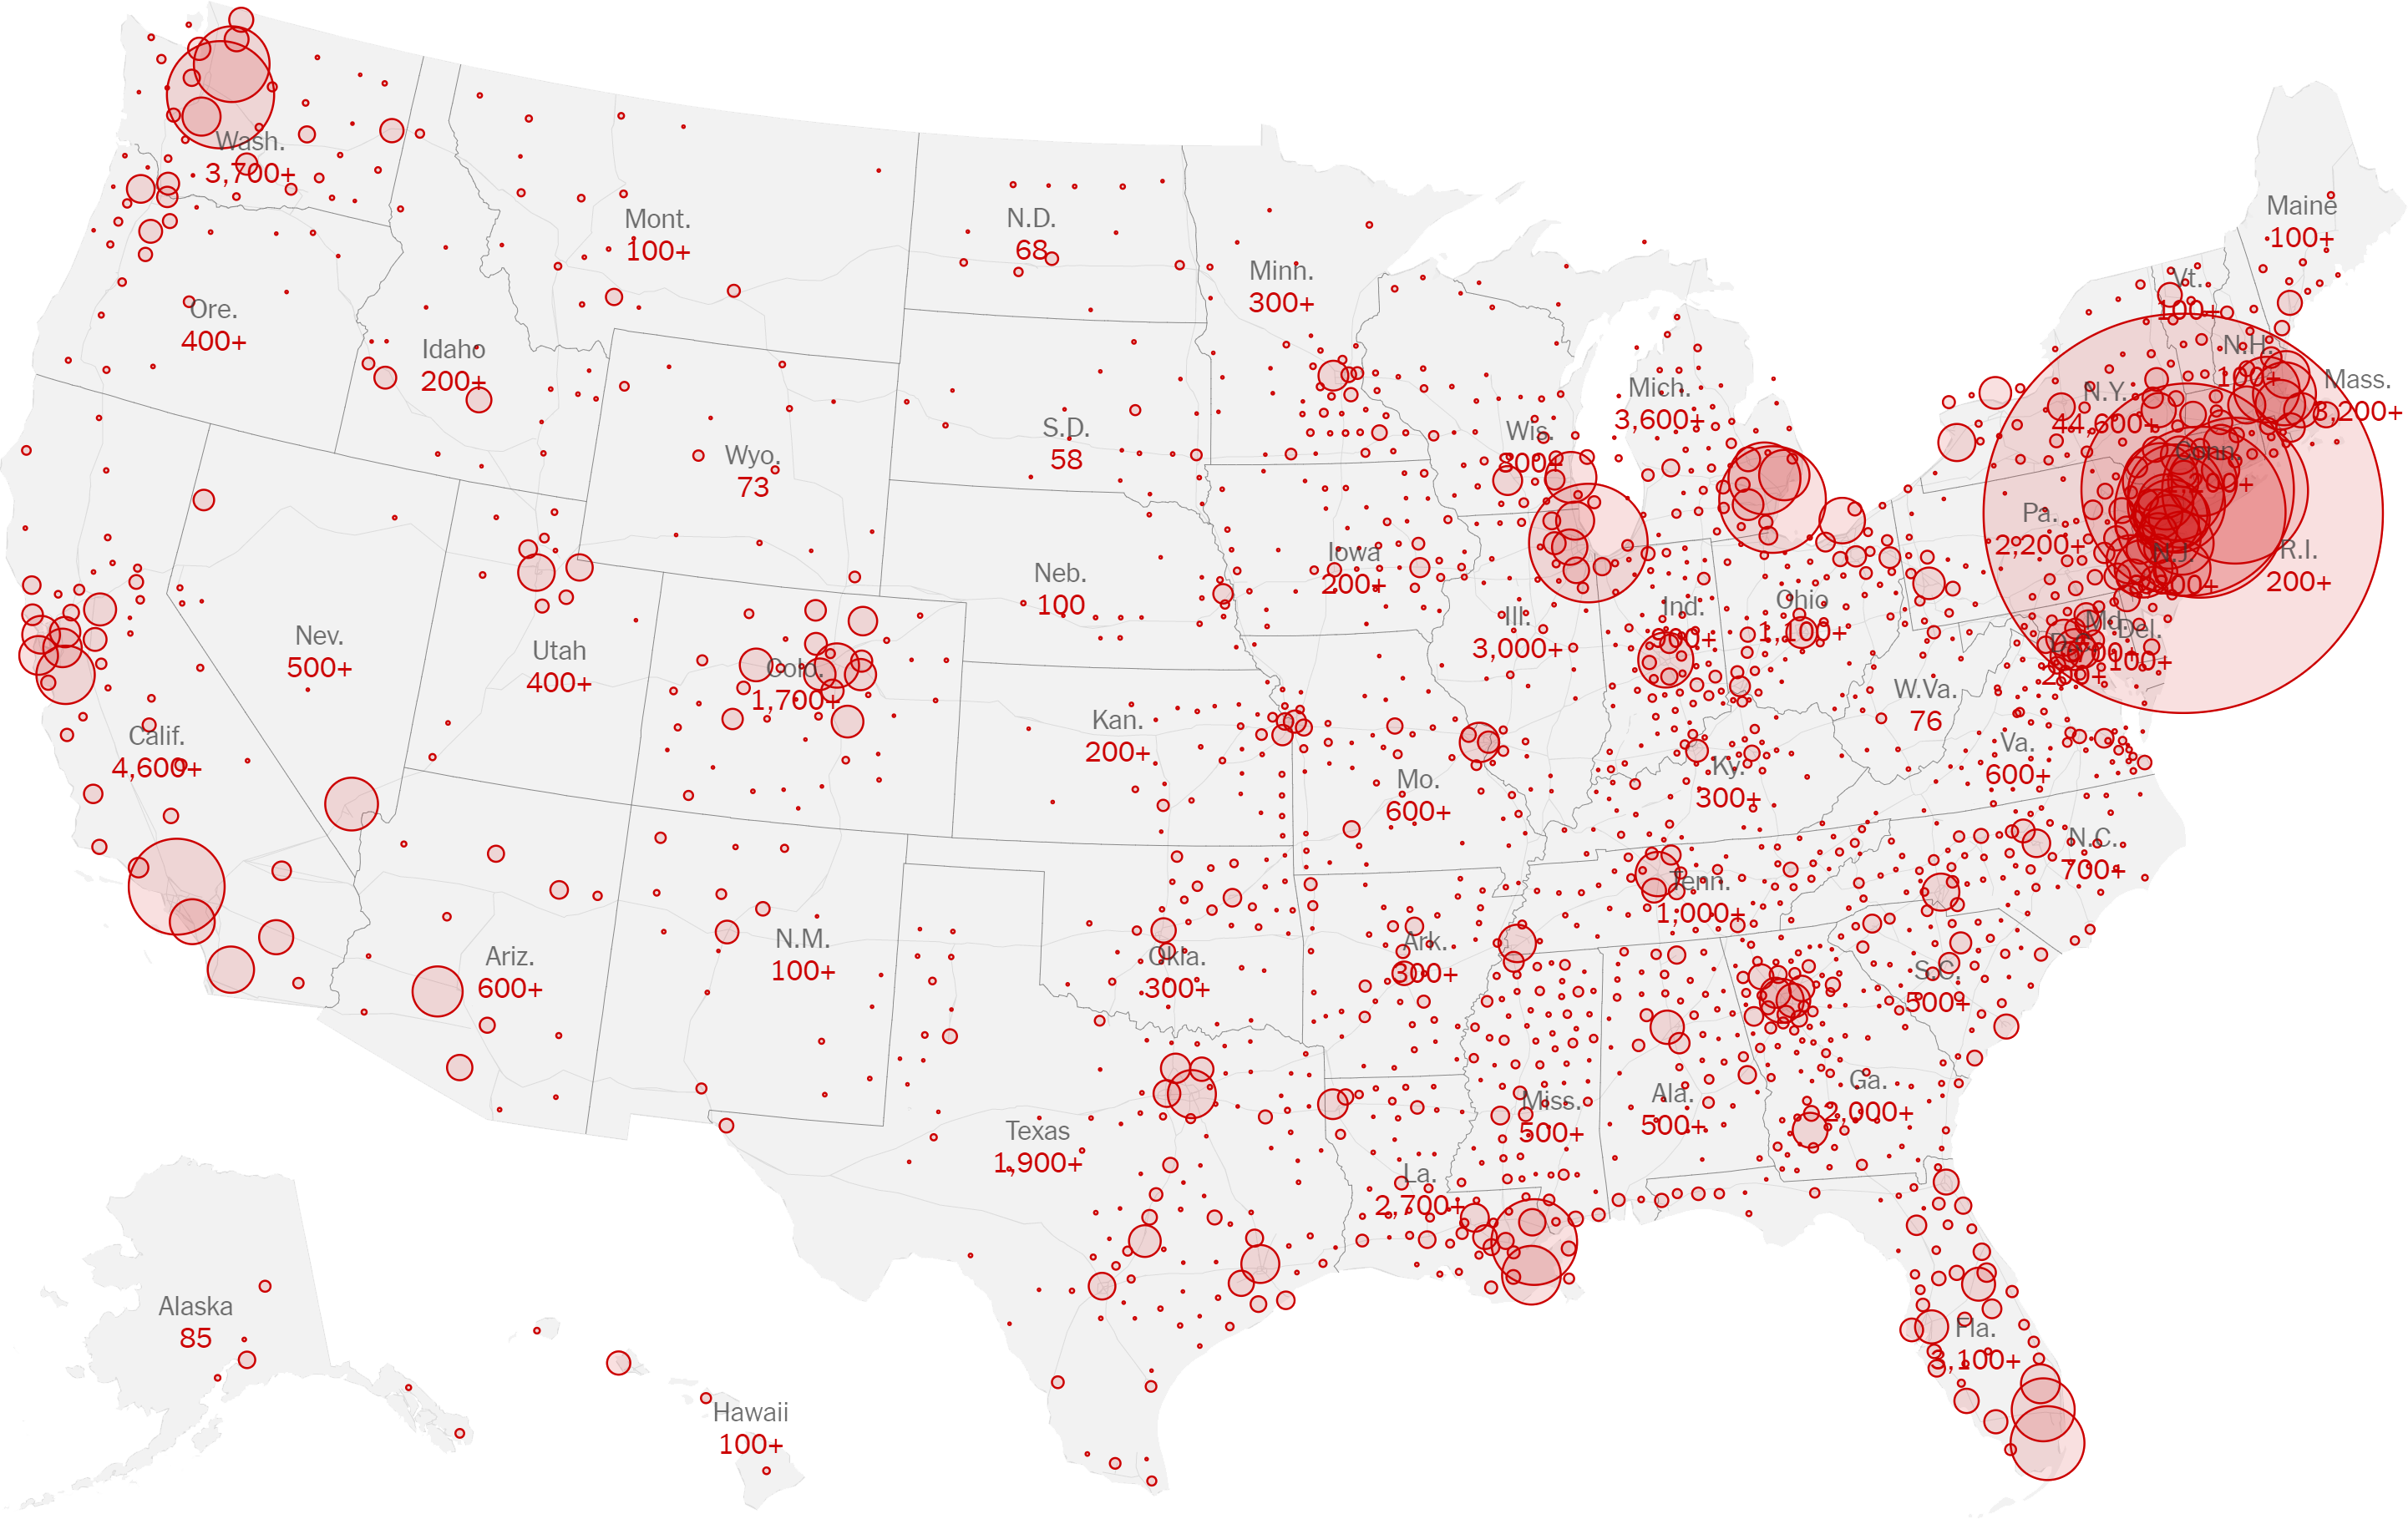 Wash.
3,700+
Mont.
100+
N.D.
68
Minn.
300+
Maine
100+
Vt.
100+
Ore.
400+
Idaho
200+
N.H.
100+
Mass.
3,200+
Mich.
3,600+
N.Y.
44,600+
Wis.
800+
S.D.
58
Wyo.
73
Conn.
Pa.
2,200+
R.I.
200+
N.J.
Iowa
200+
Neb.
100
Ill.
3,000+
Ind.
900+
Ohio
1,100+
Md.
Del.
100+
D.C.
200+
Nev.
500+
Utah
400+
Colo.
1,700+
W.Va.
76
Kan.
200+
Calif.
4,600+
Va.
600+
Mo.
600+
Ky.
300+
N.C.
700+
Tenn.
1,000+
Ariz.
600+
N.M.
100+
Okla.
300+
Ark.
300+
S.C.
500+
Ga.
2,000+
Miss.
500+
Ala.
500+
Texas
1,900+
La.
2,700+
Alaska
85
Fla.
3,100+
Hawaii
100+